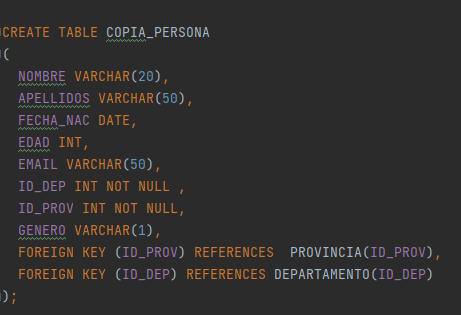 CREATE TABLE COPIA_PERSONA
(
NOMBRE VARCHAR(20),
APELLIDOS VARCHAR(50),
FECHA_NAC DATE,
EDAD INT,
EMAIL VARCHAR(50),
ID_DEP INT NOT NULL ,
ID_PROV INT NOT NULL,
GENERO VARCHAR(1),
FOREIGN KEY (ID_PROV) REFERENCES  PROVINCIA(ID_PROV),
FOREIGN KEY (ID_DEP) REFERENCES DEPARTAMENTO(ID_DEP)
);